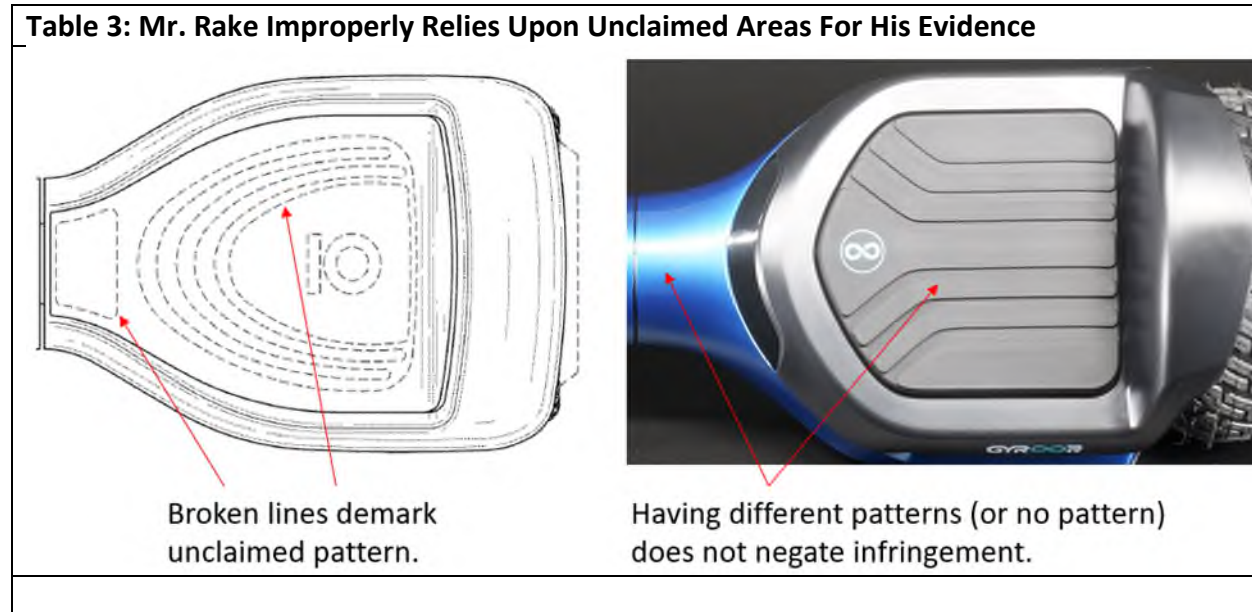 Table 3: Mr. Rake Improperly Relies Upon Unclaimed Areas For His Evidence
GYROOR
Broken lines demark
unclaimed pattern.
Having different patterns (or no pattern)
does not negate infringement.